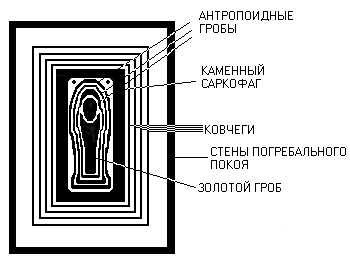 АНТРОПОИДНЫЕ
ГРОБЫ
КАМЕННЫЙ
САРКОФАГ
КОВЧЕГИ
СТЕНЫ ПОГРЕБАЛЬНОГО
ПОКОЯ
ЗОЛОТОЙ ГРОБ